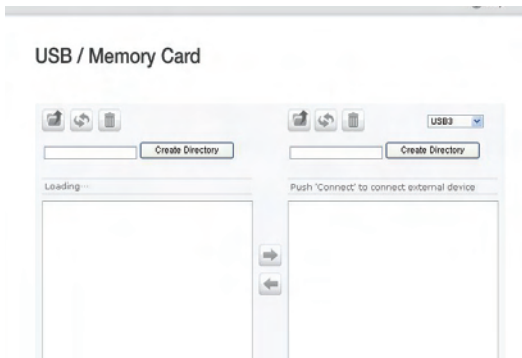 USB / Memory Card
USB3
Create Directory
Create Directory
Loading···
Push 'Connect' to connect external device